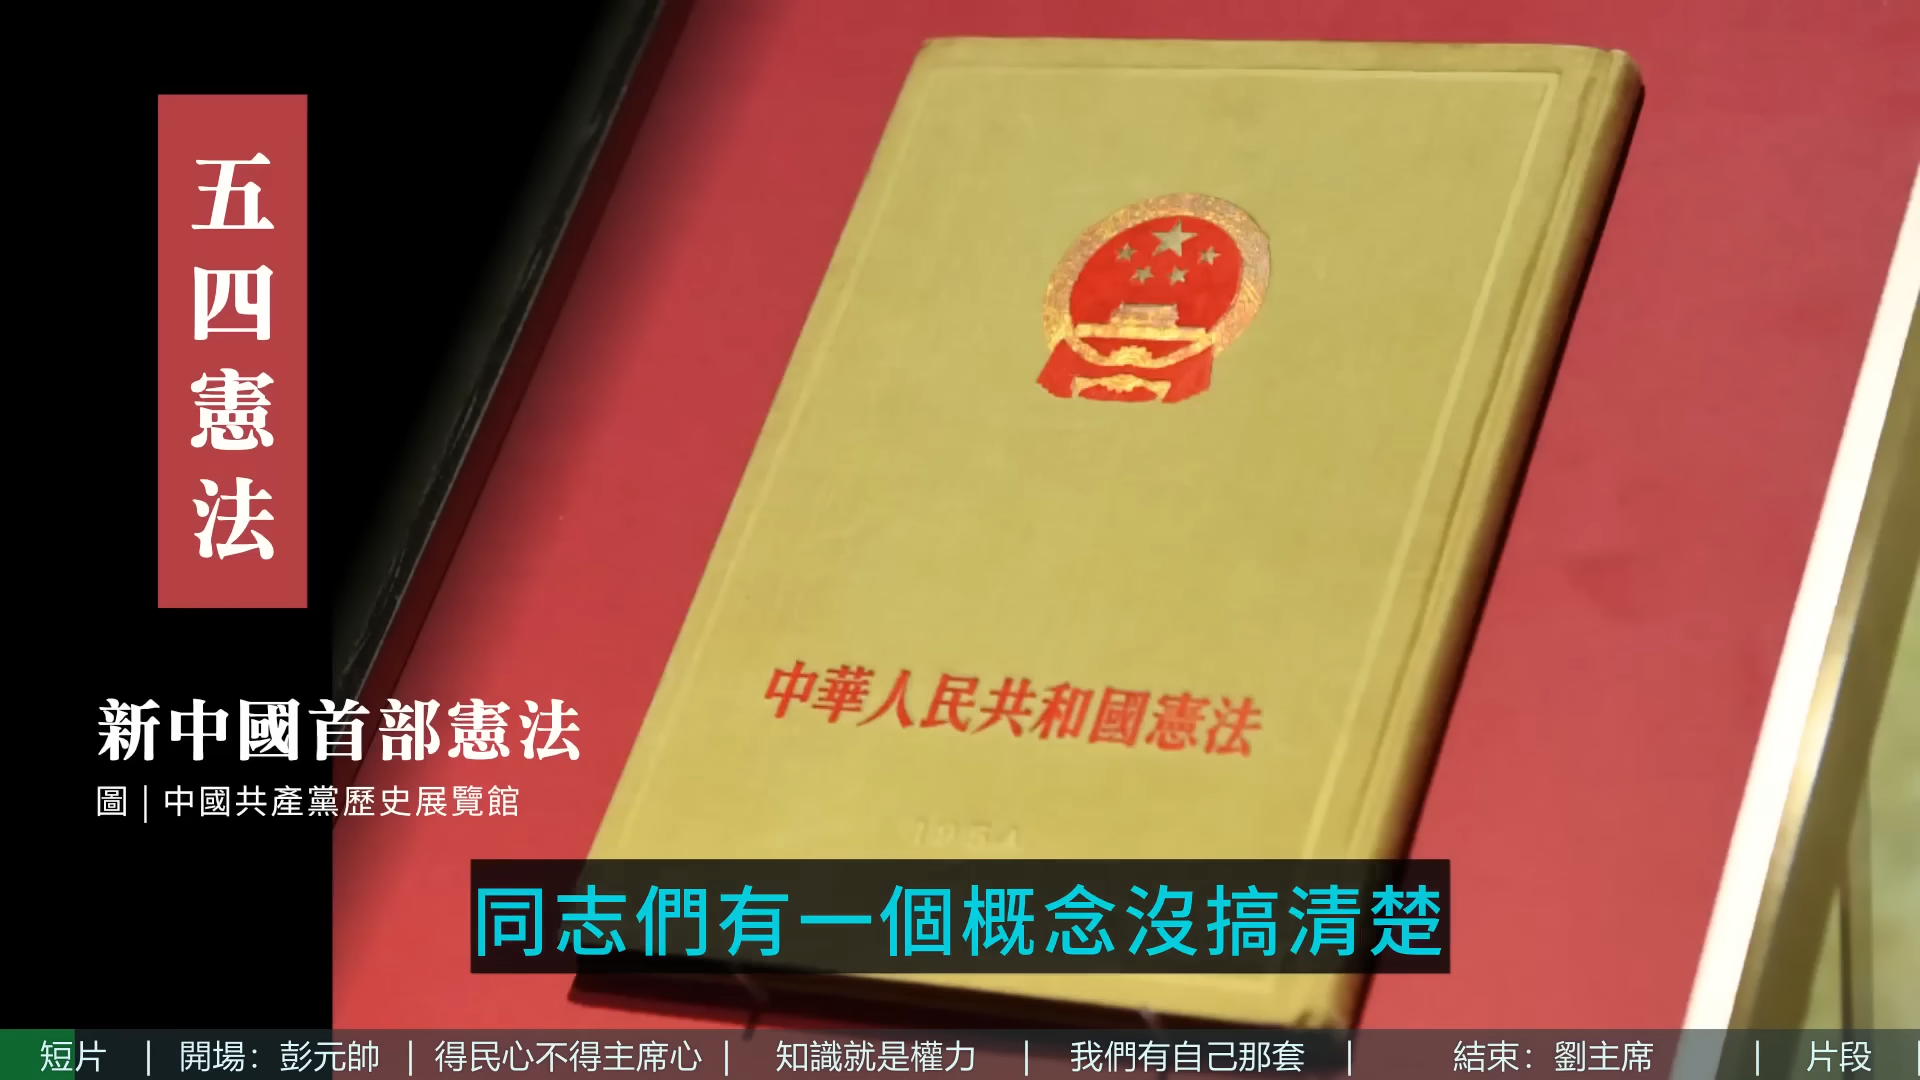 五四憲法
新中國首部憲法
圖｜中國共產黨歷史展覽館
中華人民共和國憲法
1954
同志們有一個概念沒搞清楚
短片 | 開場：彭元帥 | 得民心不得主席心 | 知識就是權力 | 我們有自己那套 | 結束：劉主席 | 片段 |